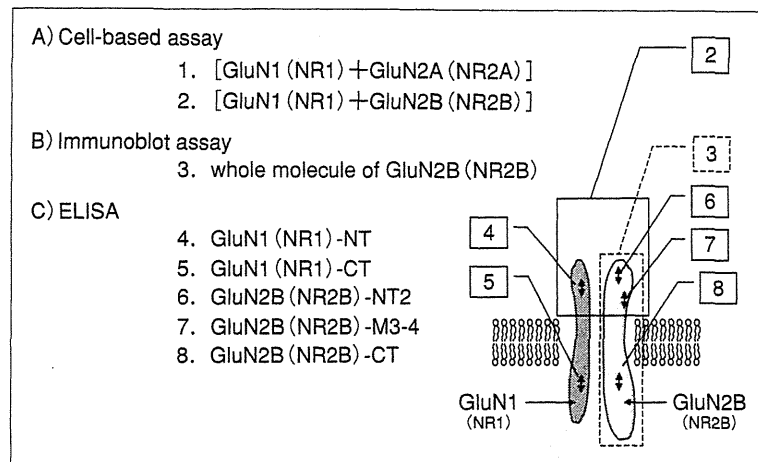 A) Cell-based assay
1. [GluN1 (NR1)+GluN2A (NR2A)]
2. [GluN1 (NR1)+GluN2B (NR2B)]
B) Immunoblot assay
3. whole molecule of GluN2B (NR2B)
C) ELISA
4. GluN1 (NR1)-NT
5. GluN1 (NR1)-CT
6. GluN2B (NR2B)-NT2
7. GluN2B (NR2B)-M3-4
8. GluN2B (NR2B)-CT
2
3
6
4
7
5
8
GluN1
(NR1)
GluN2B
(NR2B)